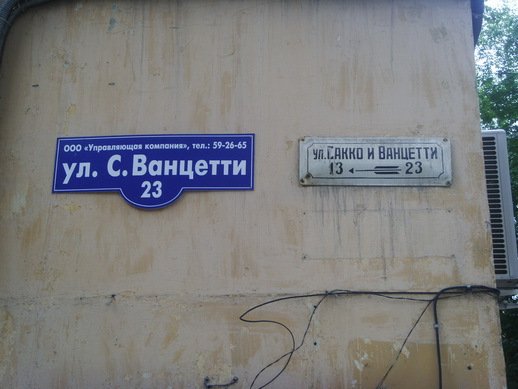 ООО «Управляющая компания», тел.: 59-26-65
ул. С. Ванцетти
23
ул. Сакко и Ванцетти
13 23